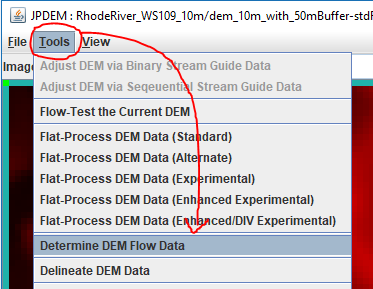 JPDEM : RhodeRiver_WS109_10m/dem_10m_with_50mBuffer-stdF
File Tools View
Image
Adjust DEM via Binary Stream Guide Data
Adjust DEM via Seqeuential Stream Guide Data
Flow-Test the Current DEM
Flat-Process DEM Data (Standard)
Flat-Process DEM Data (Alternate)
Flat-Process DEM Data (Experimental)
Flat-Process DEM Data (Enhanced Experimental)
Flat-Process DEM Data (Enhanced/DIV Experimental)
Determine DEM Flow Data
Delineate DEM Data